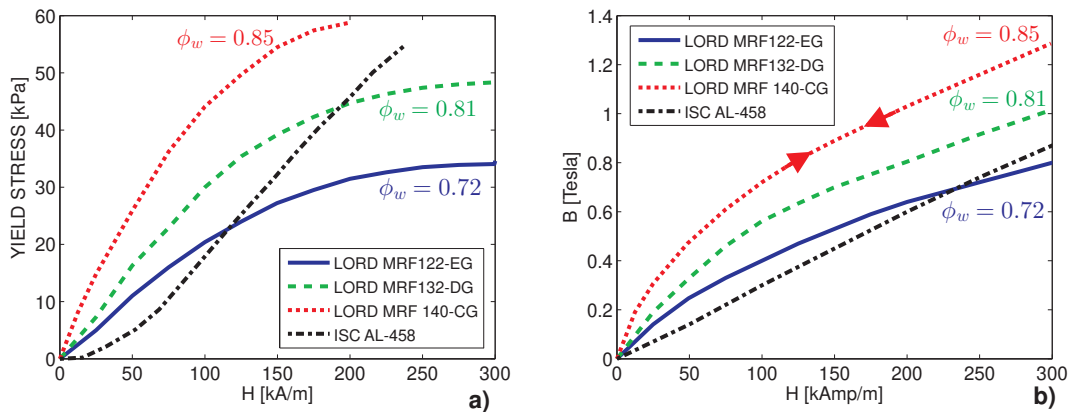 60
50
40
30
20
10
0
0 50 100 150 200 250 300
YIELD STRESS [kPa]
H [kA/m]
ϕw = 0.85
ϕw = 0.81
ϕw = 0.72
LORD MRF122-EG
LORD MRF132-DG
LORD MRF 140-CG
ISC AL-458
a)
1.4
1.2
1
0.8
0.6
0.4
0.2
0
0 50 100 150 200 250 300
B [Tesla]
H [kAmp/m]
LORD MRF122-EG
LORD MRF132-DG
LORD MRF 140-CG
ISC AL-458
ϕw = 0.85
ϕw = 0.81
ϕw = 0.72
b)